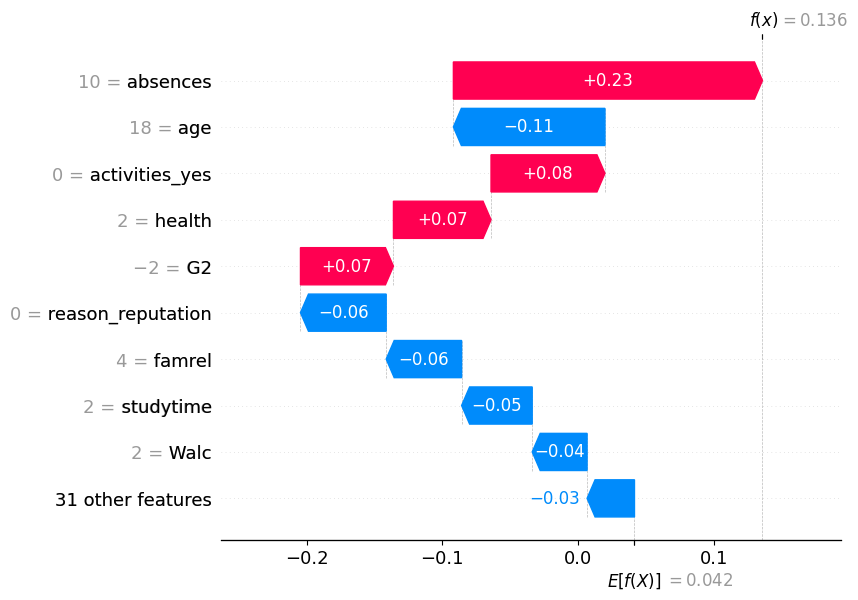 f(x) = 0.136
10 = absences
+0.23
18 = age
−0.11
0 = activities_yes
+0.08
2 = health
+0.07
−2 = G2
+0.07
0 = reason_reputation
−0.06
4 = famrel
−0.06
2 = studytime
−0.05
2 = Walc
−0.04
31 other features
−0.03
−0.2 −0.1 0.0 0.1
E[f(X)] = 0.042